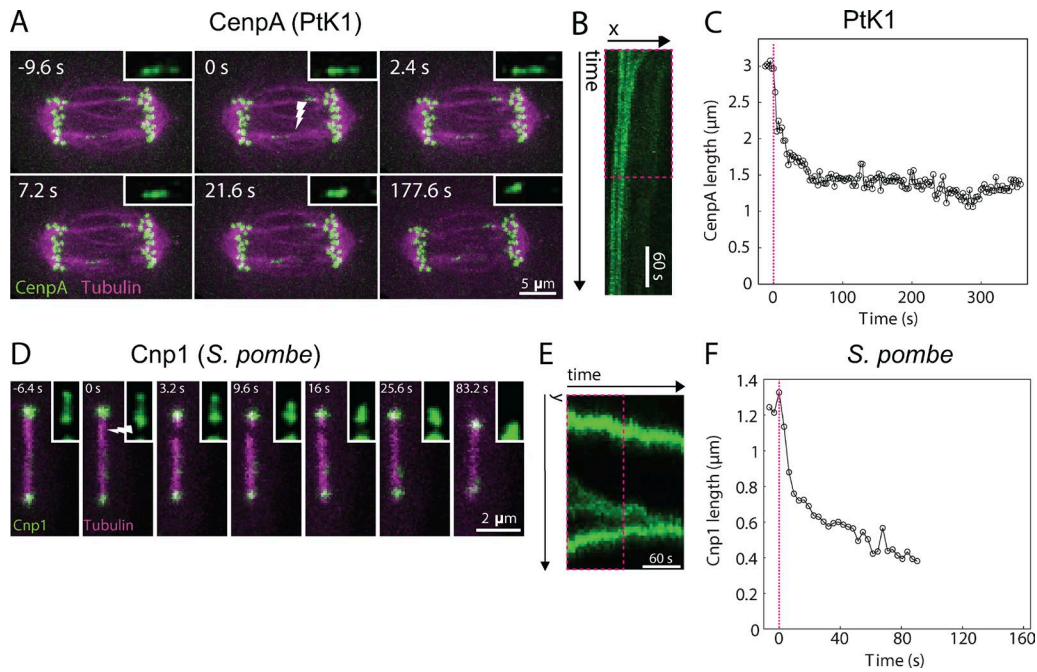 A CenpA (PtK1)
-9.6 s 0 s 2.4 s
7.2 s 21.6 s 177.6 s
CenpA Tubulin
5 µm
B
x
time
60 s
C PtK1
CenpA length (µm)
3
2.5
2
1.5
1
0.5
0
0 100 200 300
Time (s)
D Cnp1 (S. pombe)
-6.4 s 0 s 3.2 s 9.6 s 16 s 25.6 s 83.2 s
Cnp1 Tubulin
2 µm
E
time
y
60 s
F S. pombe
Cnp1 length (µm)
1.4
1.2
1
0.8
0.6
0.4
0.2
0
0 40 80 120 160
Time (s)